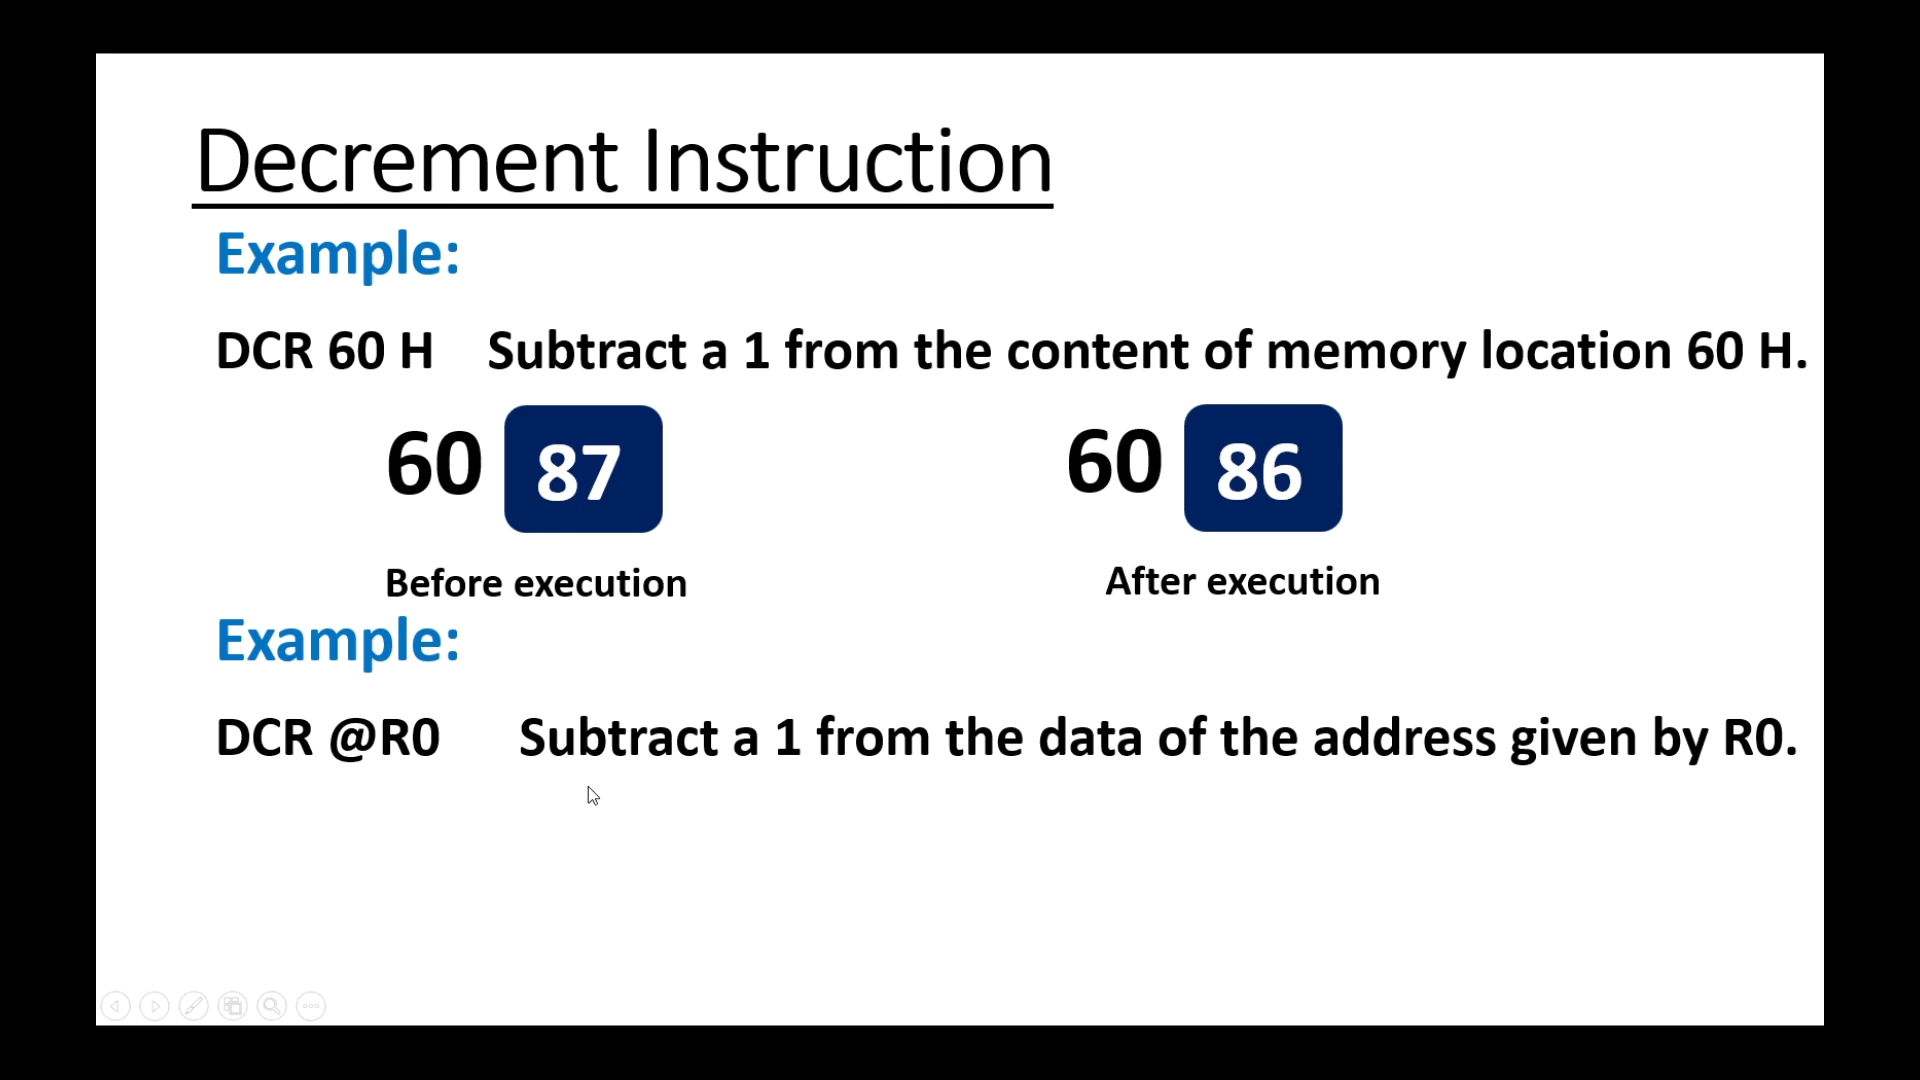 Decrement Instruction
Example:
DCR 60 H Subtract a 1 from the content of memory location 60 H.
60 87 60 86
Before execution After execution
Example:
DCR @R0 Subtract a 1 from the data of the address given by R0.